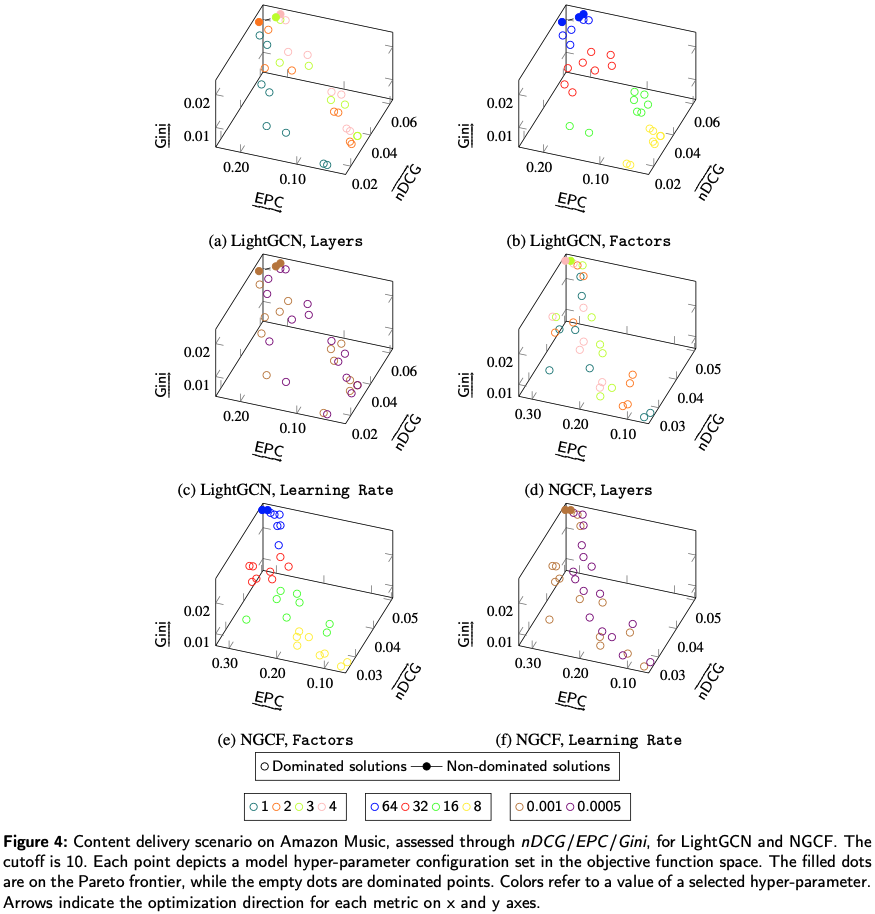 0.02
0.01
Gini
0.20
0.10
EPC
0.06
0.04
0.02
nDCG
0.02
0.01
Gini
0.20
0.10
EPC
0.06
0.04
0.02
nDCG
(a) LightGCN, Layers
(b) LightGCN, Factors
0.02
0.01
Gini
0.20
0.10
EPC
0.06
0.04
0.02
nDCG
0.02
0.01
Gini
0.30
0.20
0.10
EPC
0.05
0.04
0.03
nDCG
(c) LightGCN, Learning Rate
(d) NGCF, Layers
0.02
0.01
Gini
0.30
0.20
0.10
EPC
0.05
0.04
0.03
nDCG
0.02
0.01
Gini
0.30
0.20
0.10
EPC
0.05
0.04
0.03
nDCG
(e) NGCF, Factors
(f) NGCF, Learning Rate
Dominated solutions Non-dominated solutions
1 2 3 4
64 32 16 8
0.001 0.0005
Figure 4: Content delivery scenario on Amazon Music, assessed through nDCG/EPC/Gini, for LightGCN and NGCF. The
cutoff is 10. Each point depicts a model hyper-parameter configuration set in the objective function space. The filled dots
are on the Pareto frontier, while the empty dots are dominated points. Colors refer to a value of a selected hyper-parameter.
Arrows indicate the optimization direction for each metric on x and y axes.